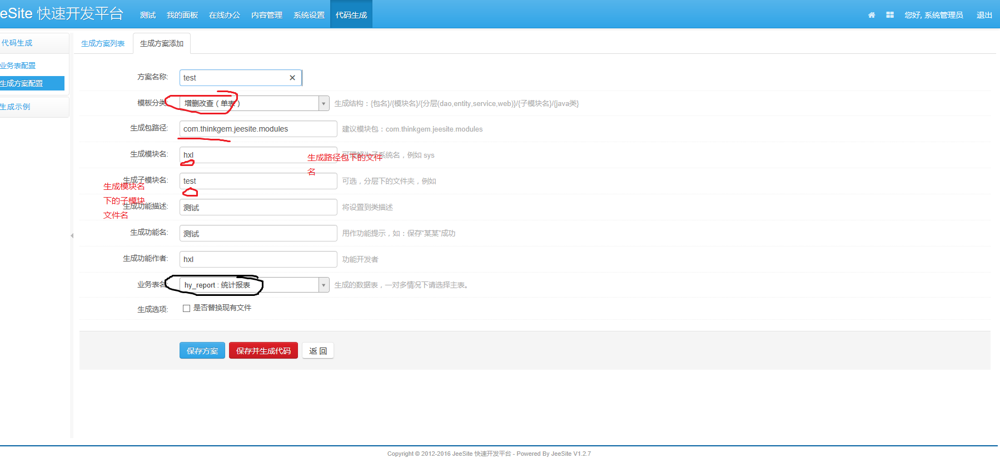 eeSite 快速开发平台 测试 我的面板 在线办公 内容管理 系统设置 代码生成 您好, 系统管理员 退出
代码生成
业务表配置
生成方案配置
生成示例
生成方案列表 生成方案添加
方案名称: test ✕
模板分类: 增删改查（单表） 生成结构：{包名}/{模块名}/{分层(dao,entity,service,web)}/{子模块名}/{java类}
生成包路径: com.thinkgem.jeesite.modules 建议模块包：com.thinkgem.jeesite.modules
生成模块名: hxl 可理解为子系统名，例如 sys
生成路径包下的文件
名
生成子模块名: test 可选，分层下的文件夹，例如
生成模块名
下的子模块
文件名
生成功能描述: 测试 将设置到类描述
生成功能名: 测试 用作功能提示，如：保存“某某”成功
生成功能作者: hxl 功能开发者
业务表名: hy_report : 统计报表 生成的数据表，一对多情况下请选择主表。
生成选项: 是否替换现有文件
保存方案 保存并生成代码 返 回
Copyright © 2012-2016 JeeSite 快速开发平台 - Powered By JeeSite V1.2.7